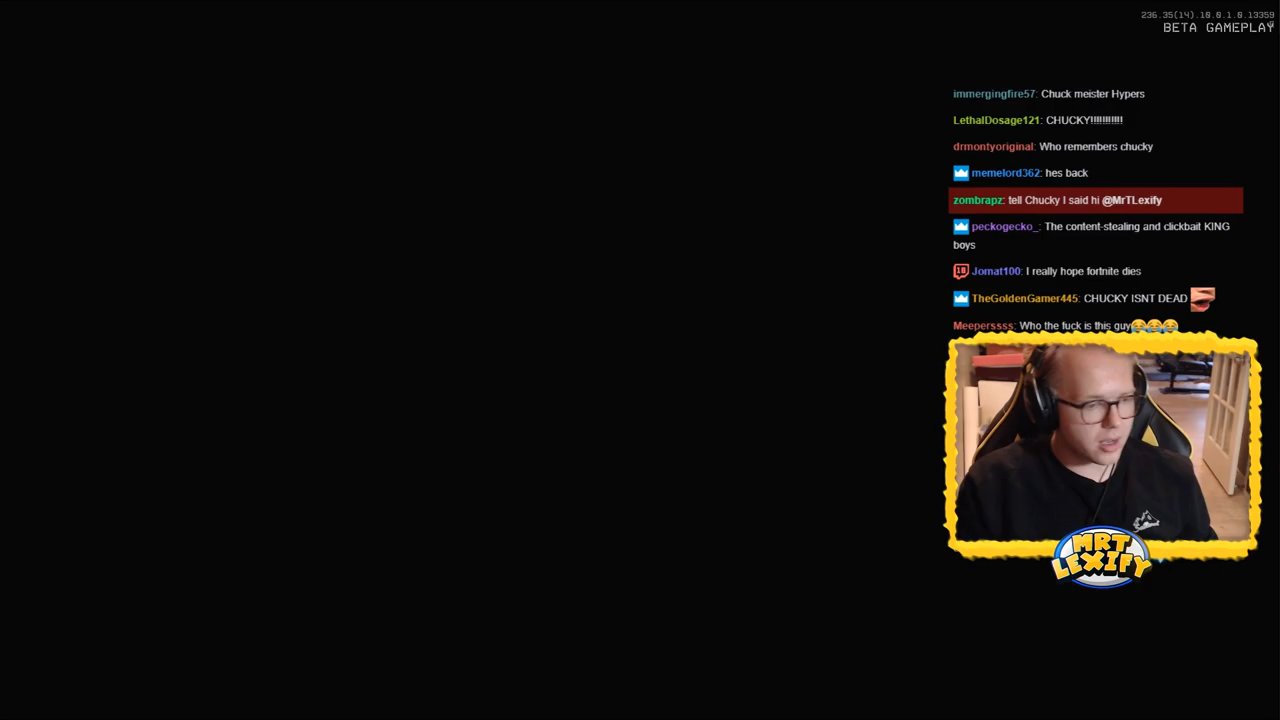 236.35(14).10.0.1.0.13359
BETA GAMEPLAY
immergingfire57: Chuck meister Hypers
LethalDosage121: CHUCKY!!!!!!!!!!!
drmontyoriginal: Who remembers chucky
memelord362: hes back
zombrapz: tell Chucky I said hi @MrTLexify
peckogecko_: The content-stealing and clickbait KING
boys
18 Jomat100: I really hope fortnite dies
TheGoldenGamer445: CHUCKY ISNT DEAD
Meeperssss: Who the fuck is this guy
MRT
LEXIFY